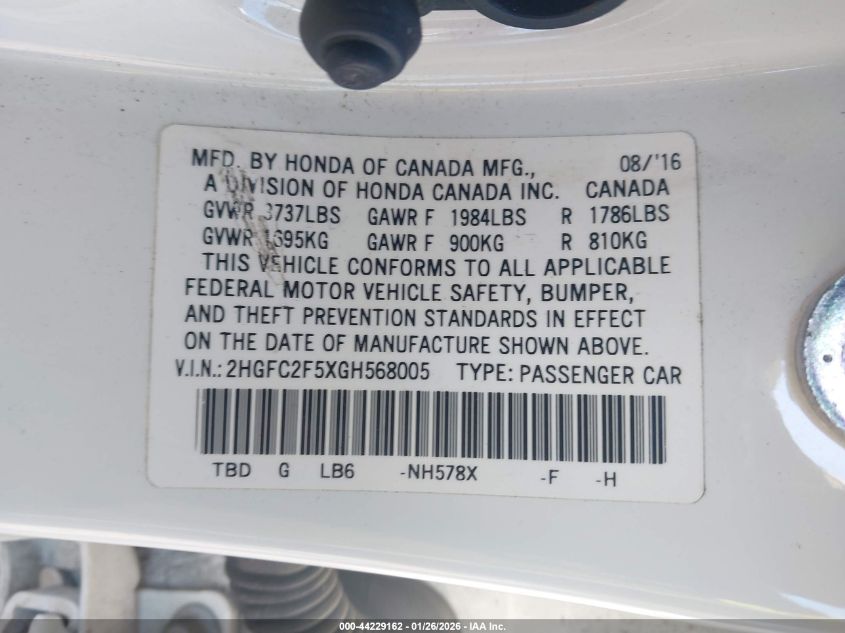 MFD. BY HONDA OF CANADA MFG., 08/'16
A DIVISION OF HONDA CANADA INC. CANADA
GVWR 3737LBS GAWR F 1984LBS R 1786LBS
GVWR 1695KG GAWR F 900KG R 810KG
THIS VEHICLE CONFORMS TO ALL APPLICABLE
FEDERAL MOTOR VEHICLE SAFETY, BUMPER,
AND THEFT PREVENTION STANDARDS IN EFFECT
ON THE DATE OF MANUFACTURE SHOWN ABOVE.
V.I.N.: 2HGFC2F5XGH568005 TYPE: PASSENGER CAR
TBD G LB6 -NH578X -F -H
000-44229162 - 01/26/2026 - IAA Inc.